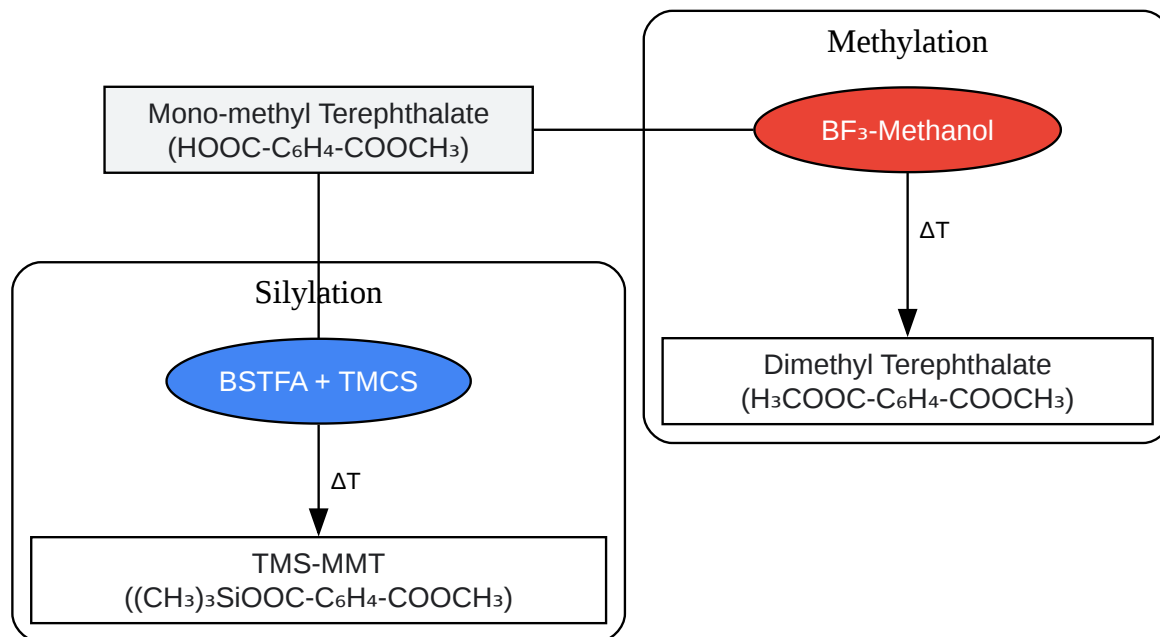 Methylation
Mono-methyl Terephthalate
(HOOC-C₆H₄-COOCH₃)
BF₃-Methanol
ΔT
Silylation
Dimethyl Terephthalate
(H₃COOC-C₆H₄-COOCH₃)
BSTFA + TMCS
ΔT
TMS-MMT
((CH₃)₃SiOOC-C₆H₄-COOCH₃)